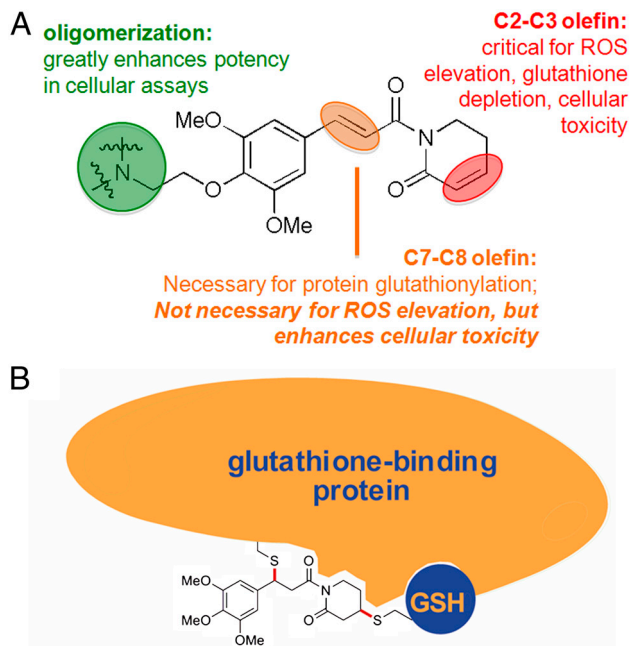 A
oligomerization:
greatly enhances potency
in cellular assays
C2-C3 olefin:
critical for ROS
elevation, glutathione
depletion, cellular
toxicity
MeO
O
N
N
O
O
OMe
C7-C8 olefin:
Necessary for protein glutathionylation;
Not necessary for ROS elevation, but
enhances cellular toxicity
B
glutathione-binding
protein
S
O
MeO
N
MeO
O
S
GSH
OMe